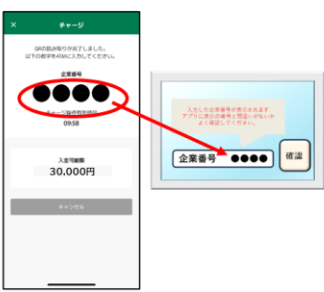 チャージ
QRの読み取りが完了しました。
以下の数字をATMに入力してください。
企業番号
チャージ操作有効時間
09:58
入金可能額
30,000円
キャンセル
入力した企業番号が表示されます
アプリに表示の番号と間違いがないか
よく確認してください。
企業番号
確認